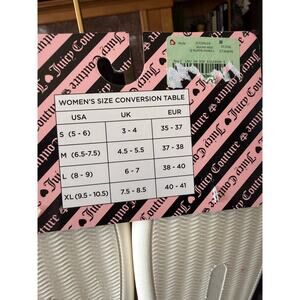 Juicy Couture
WOMEN'S SIZE CONVERSION TABLE
USA UK EUR
S (5 - 6) 3 - 4 35 - 37
M (6.5-7.5) 4.5 - 5.5 37 - 38
L (8 - 9) 6 - 7 38 - 40
XL (9.5 - 10.5) 7.5 - 8.5 40 - 41